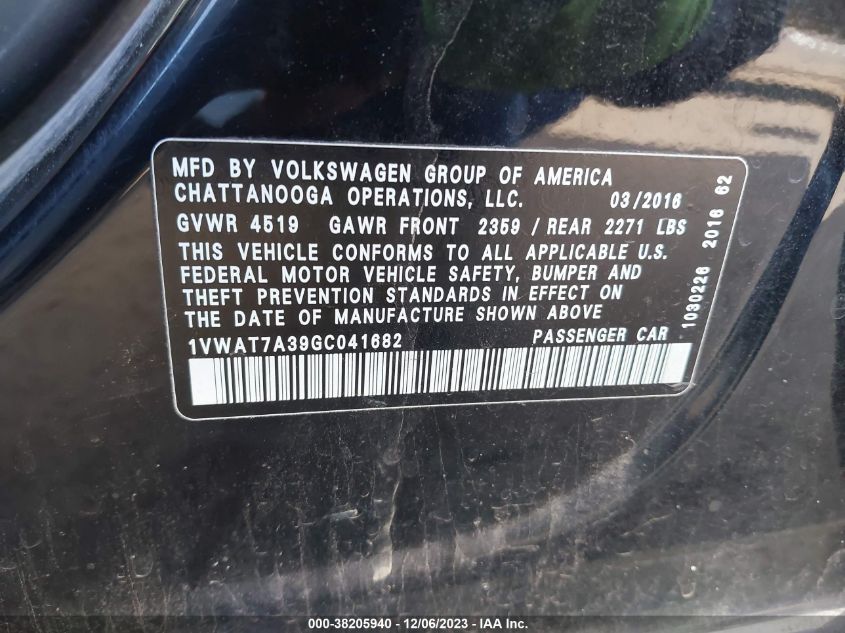 MFD BY VOLKSWAGEN GROUP OF AMERICA
CHATTANOOGA OPERATIONS, LLC. 03/2016
GVWR 4519 GAWR FRONT 2359 / REAR 2271 LBS
THIS VEHICLE CONFORMS TO ALL APPLICABLE U.S.
FEDERAL MOTOR VEHICLE SAFETY, BUMPER AND
THEFT PREVENTION STANDARDS IN EFFECT ON
THE DATE OF MANUFACTURE SHOWN ABOVE
1VWAT7A39GC041682 PASSENGER CAR
1030226 2016 62
000-38205940 - 12/06/2023 - IAA Inc.